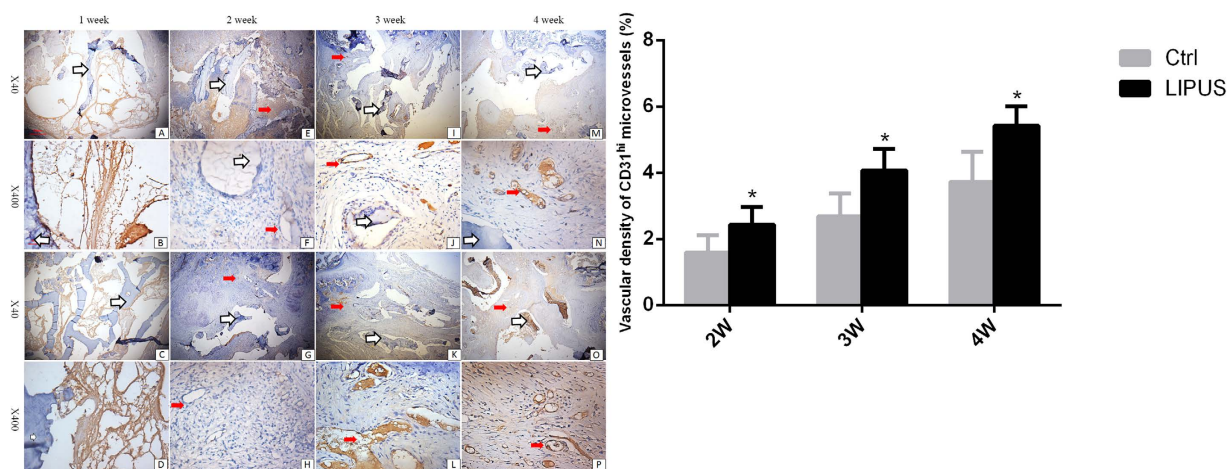 1 week 2 week 3 week 4 week
X40
A E I M
X400
B F J N
X40
C G K O
X400
D H L P
Vascular density of CD31hi microvessels (%)
8
6
4
2
0
* * *
2W 3W 4W
Ctrl
LIPUS